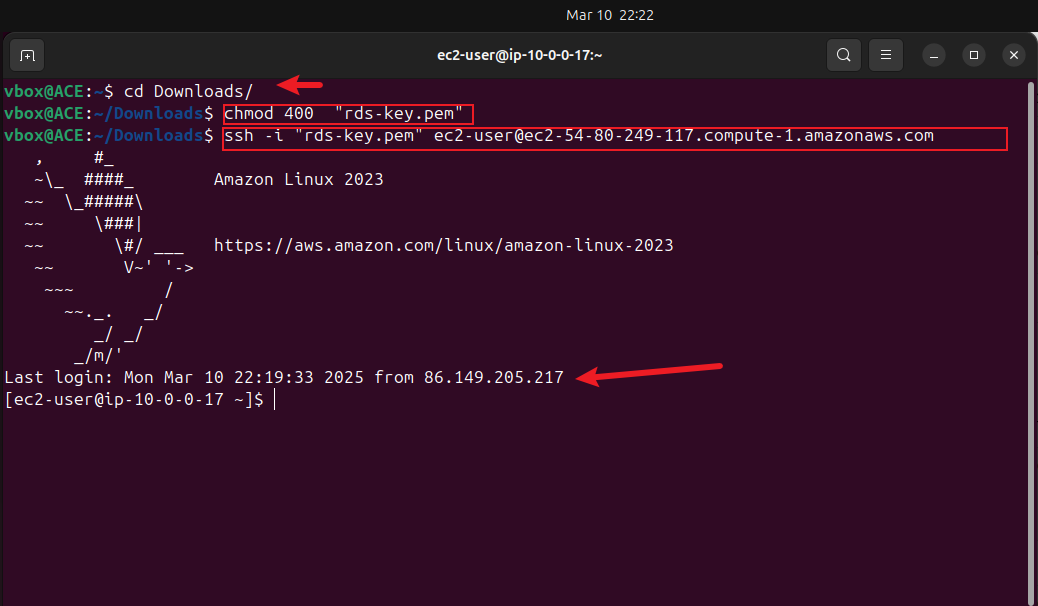 Mar 10  22:22
ec2-user@ip-10-0-0-17:~
vbox@ACE:~$ cd Downloads/
vbox@ACE:~/Downloads$ chmod 400  "rds-key.pem"
vbox@ACE:~/Downloads$ ssh -i "rds-key.pem" ec2-user@ec2-54-80-249-117.compute-1.amazonaws.com
   ,     #_
   ~\_  ####_        Amazon Linux 2023
  ~~  \_#####\
  ~~     \###|
  ~~       \#/ ___   https://aws.amazon.com/linux/amazon-linux-2023
   ~~       V~' '->
    ~~~         /
      ~~._.   _/
         _/ _/
       _/m/'
Last login: Mon Mar 10 22:19:33 2025 from 86.149.205.217
[ec2-user@ip-10-0-0-17 ~]$